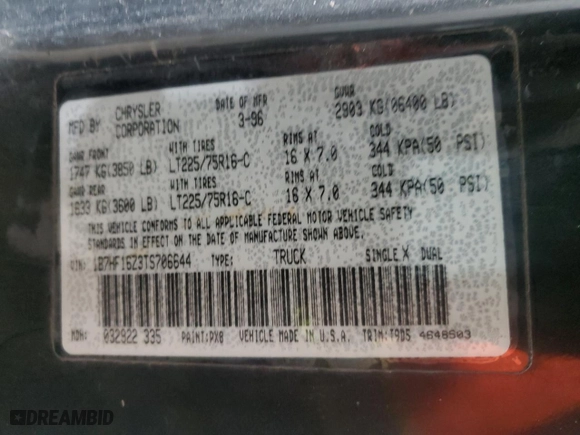 MFD BY CHRYSLER CORPORATION DATE OF MFR 3-96 GVWR 2903 KG(06400 LB)
GAWR FRONT WITH TIRES RIMS AT COLD
1747 KG(3850 LB) LT225/75R16-C 16 X 7.0 344 KPA(50 PSI)
GAWR REAR WITH TIRES RIMS AT COLD
1633 KG(3600 LB) LT225/75R16-C 16 X 7.0 344 KPA(50 PSI)
THIS VEHICLE CONFORMS TO ALL APPLICABLE FEDERAL MOTOR VEHICLE SAFETY
STANDARDS IN EFFECT ON THE DATE OF MANUFACTURE SHOWN ABOVE.
VIN: 1B7HF16Z3TS706644 TYPE: TRUCK SINGLE X DUAL
MDH: 032922 335 PAINT:PX8 VEHICLE MADE IN U.S.A. TRIM:T9D5 4648503
DREAMBID